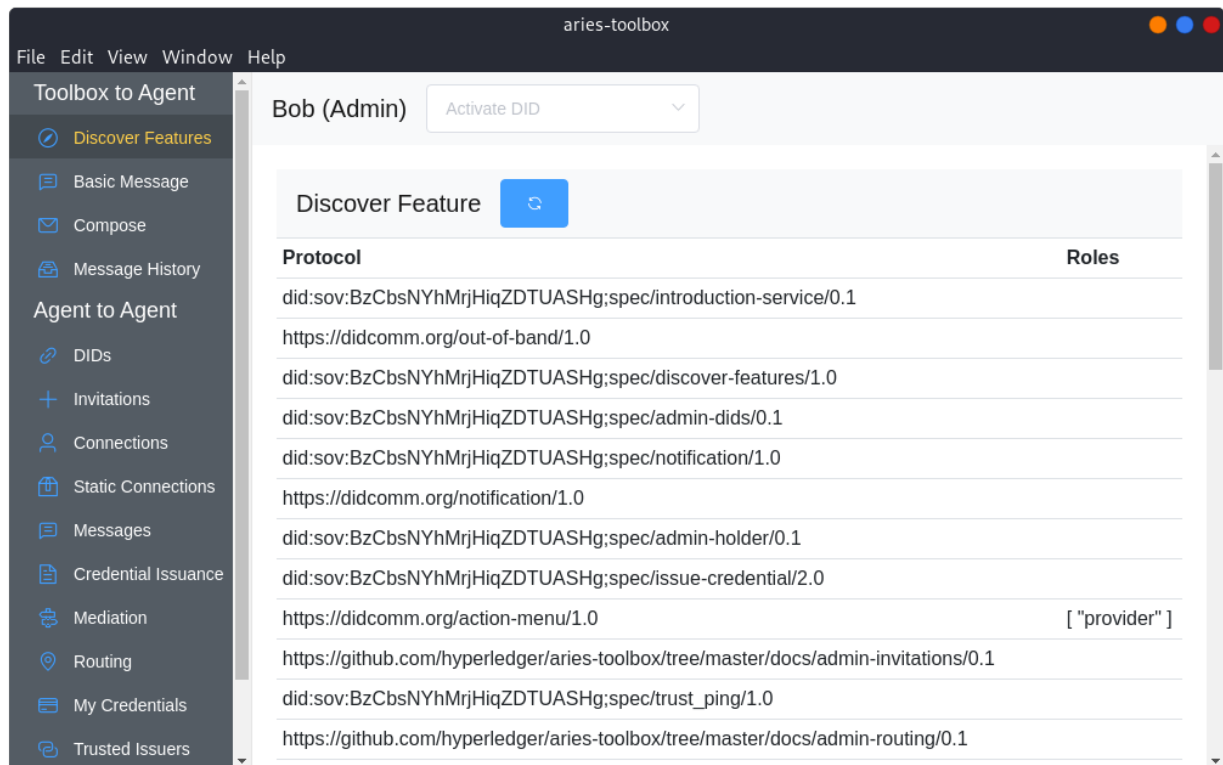 aries-toolbox
File Edit View Window Help
Toolbox to Agent
Discover Features
Basic Message
Compose
Message History
Agent to Agent
DIDs
Invitations
Connections
Static Connections
Messages
Credential Issuance
Mediation
Routing
My Credentials
Trusted Issuers
Bob (Admin) Activate DID
Discover Feature
Protocol Roles
did:sov:BzCbsNYhMrjHiqZDTUASHg;spec/introduction-service/0.1
https://didcomm.org/out-of-band/1.0
did:sov:BzCbsNYhMrjHiqZDTUASHg;spec/discover-features/1.0
did:sov:BzCbsNYhMrjHiqZDTUASHg;spec/admin-dids/0.1
did:sov:BzCbsNYhMrjHiqZDTUASHg;spec/notification/1.0
https://didcomm.org/notification/1.0
did:sov:BzCbsNYhMrjHiqZDTUASHg;spec/admin-holder/0.1
did:sov:BzCbsNYhMrjHiqZDTUASHg;spec/issue-credential/2.0
https://didcomm.org/action-menu/1.0 [ "provider" ]
https://github.com/hyperledger/aries-toolbox/tree/master/docs/admin-invitations/0.1
did:sov:BzCbsNYhMrjHiqZDTUASHg;spec/trust_ping/1.0
https://github.com/hyperledger/aries-toolbox/tree/master/docs/admin-routing/0.1